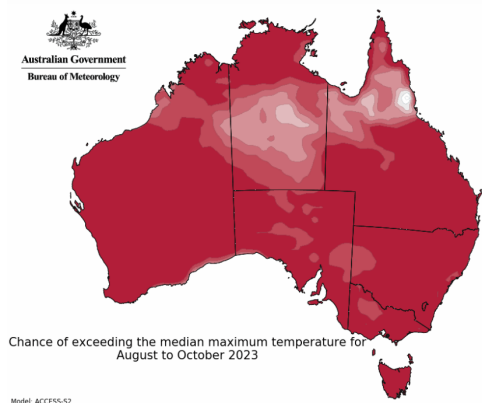 Australian Government
Bureau of Meteorology
Chance of exceeding the median maximum temperature for
August to October 2023
Model: ACCESS-S2